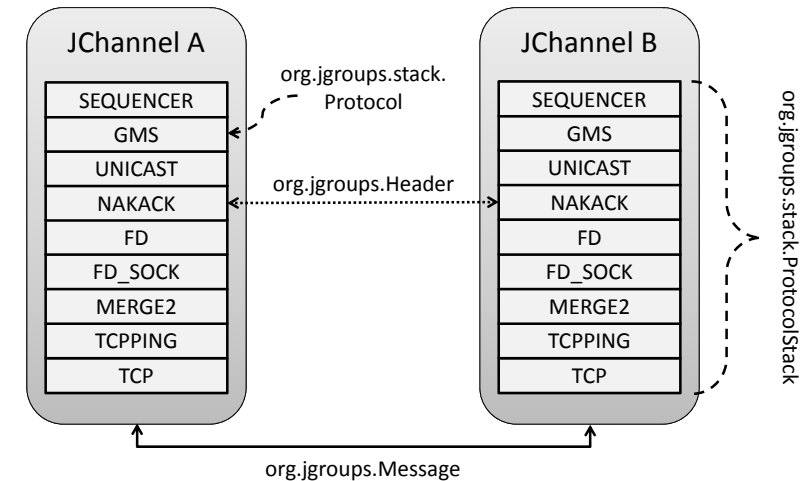 JChannel A
SEQUENCER
GMS
UNICAST
NAKACK
FD
FD_SOCK
MERGE2
TCPPING
TCP
org.jgroups.stack.
Protocol
org.jgroups.Header
JChannel B
SEQUENCER
GMS
UNICAST
NAKACK
FD
FD_SOCK
MERGE2
TCPPING
TCP
org.jgroups.stack.ProtocolStack
org.jgroups.Message